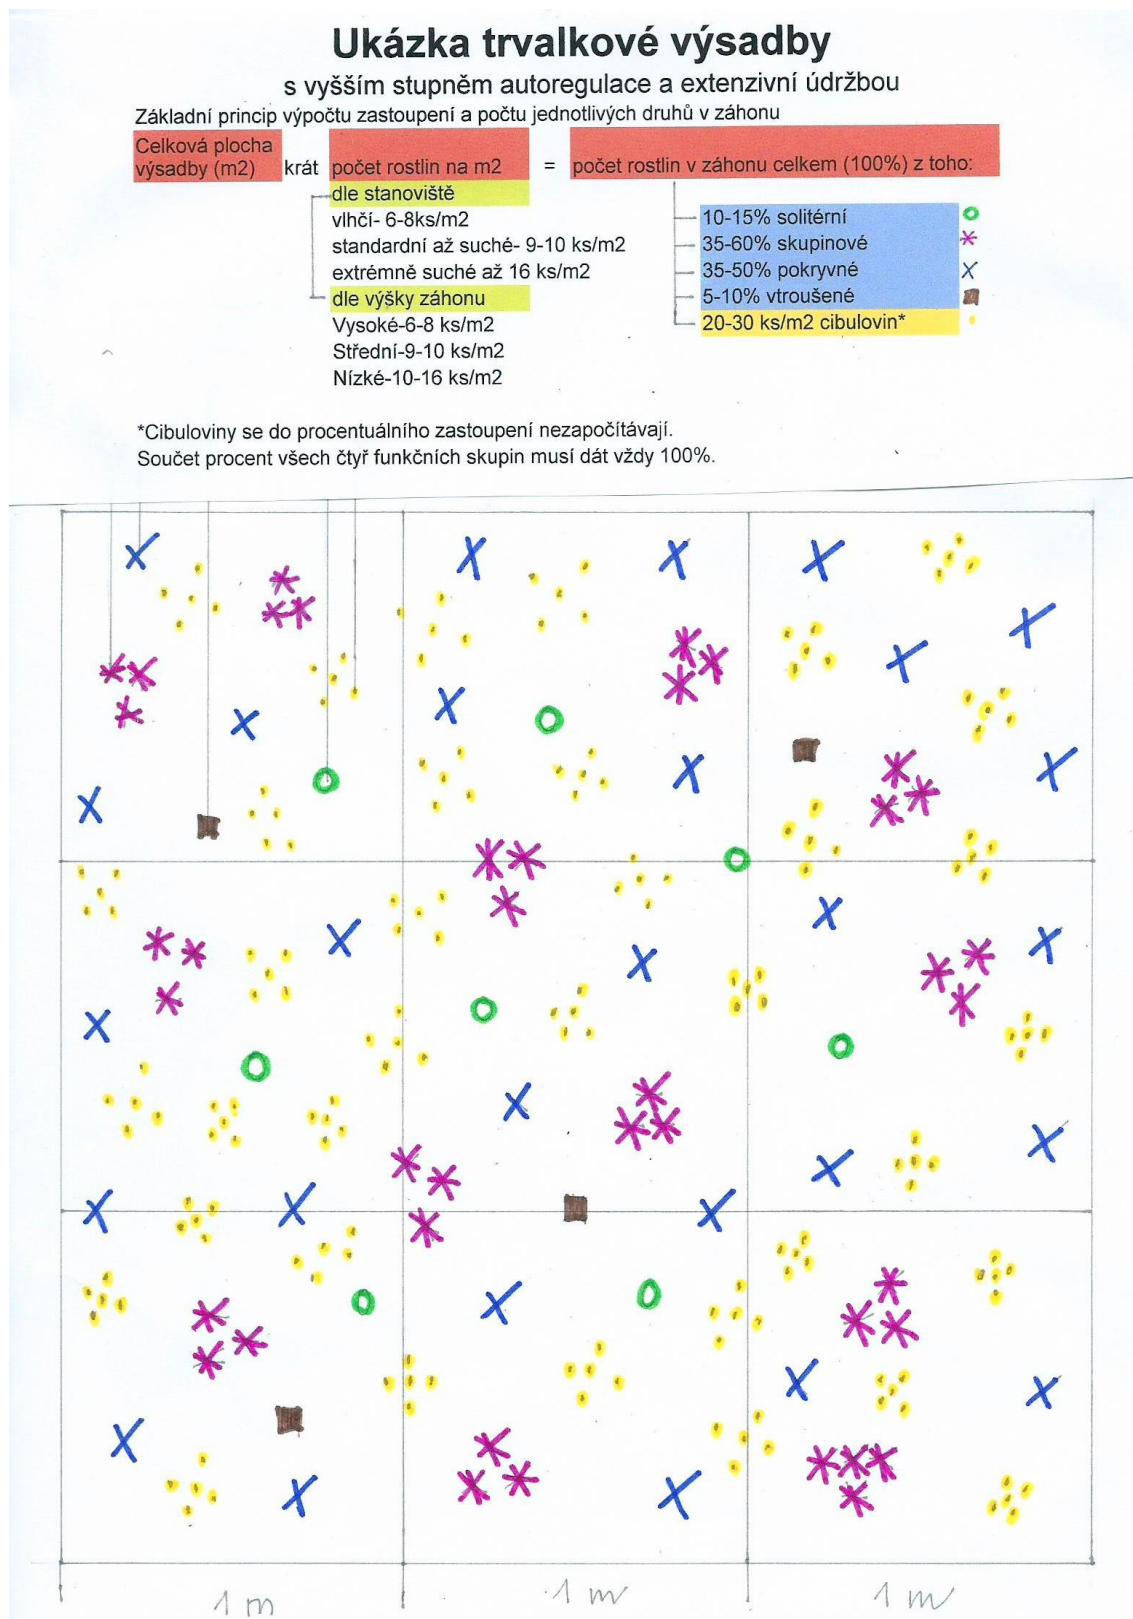 Ukázka trvalkové výsadby
s vyšším stupněm autoregulace a extenzivní údržbou
Základní princip výpočtu zastoupení a počtu jednotlivých druhů v záhonu
Celková plocha
výsadby (m2) krát počet rostlin na m2 = počet rostlin v záhonu celkem (100%) z toho:
dle stanoviště
vlhčí- 6-8ks/m2
standardní až suché- 9-10 ks/m2
extrémně suché až 16 ks/m2
dle výšky záhonu
Vysoké-6-8 ks/m2
Střední-9-10 ks/m2
Nízké-10-16 ks/m2
10-15% solitérní
35-60% skupinové
35-50% pokryvné
5-10% vtroušené
20-30 ks/m2 cibulovin*
*Cibuloviny se do procentuálního zastoupení nezapočítávají.
Součet procent všech čtyř funkčních skupin musí dát vždy 100%.
1 m 1 m 1 m